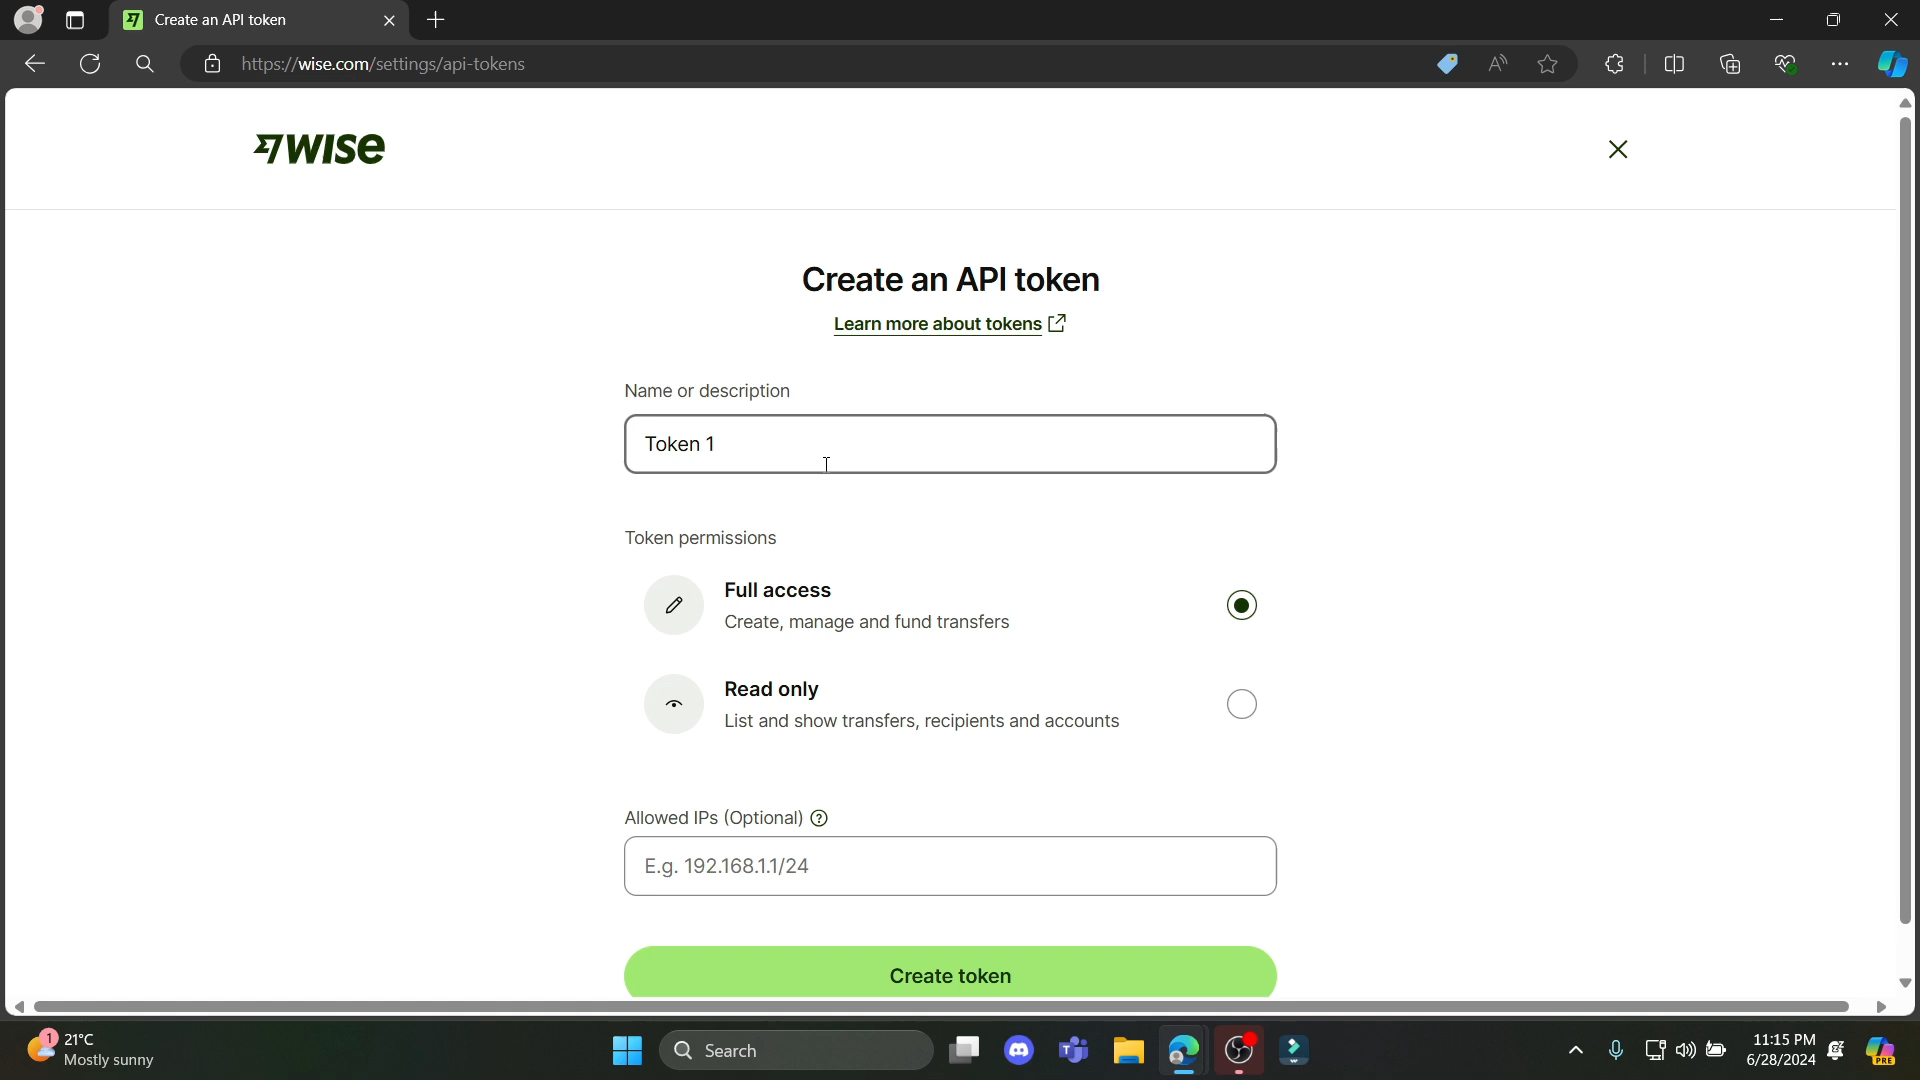 Create an API token
https://wise.com/settings/api-tokens
WISE
Create an API token
Learn more about tokens
Name or description
Token 1
Token permissions
Full access
Create, manage and fund transfers
Read only
List and show transfers, recipients and accounts
Allowed IPs (Optional) ?
E.g. 192.168.1.1/24
Create token
1
21°C
Mostly sunny
Search
11:15 PM
6/28/2024
PRE